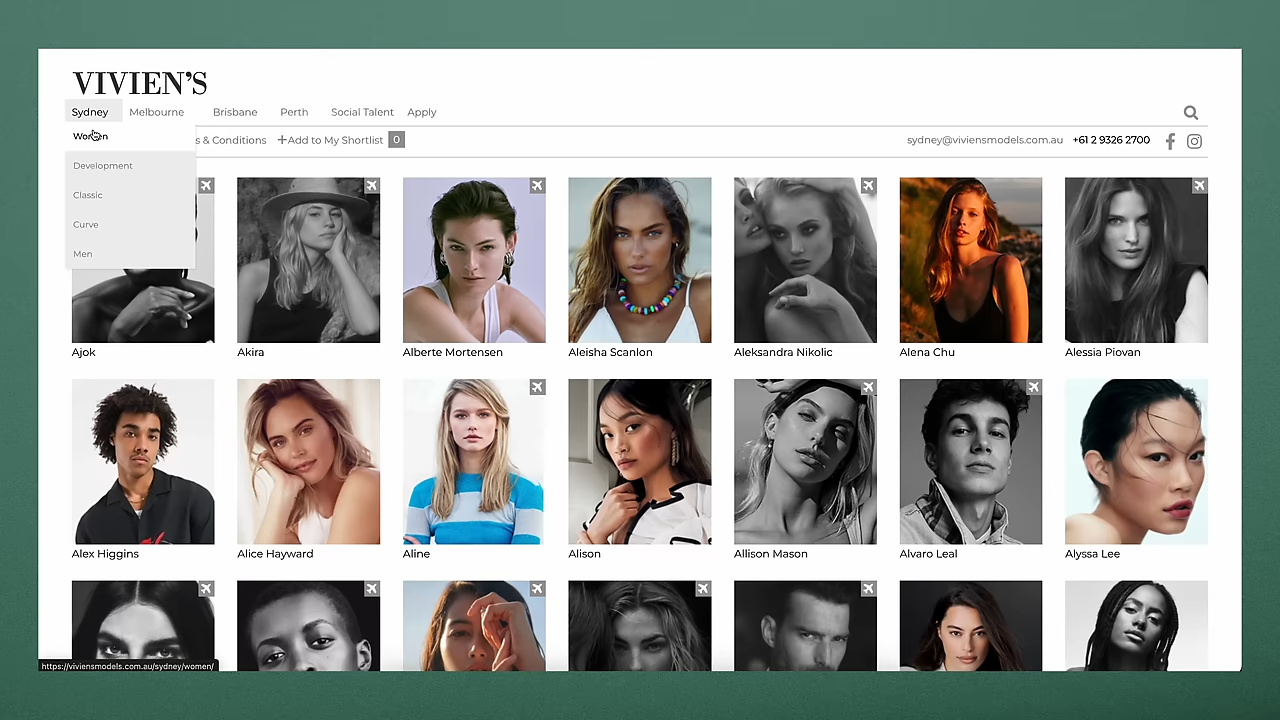 VIVIEN'S
Sydney Melbourne Brisbane Perth Social Talent Apply
Women
s & Conditions +Add to My Shortlist 0 sydney@viviensmodels.com.au +61 2 9326 2700
Development
Classic
Curve
Men
Ajok Akira Alberte Mortensen Aleisha Scanlon Aleksandra Nikolic Alena Chu Alessia Piovan
Alex Higgins Alice Hayward Aline Alison Allison Mason Alvaro Leal Alyssa Lee
https://viviensmodels.com.au/sydney/women/